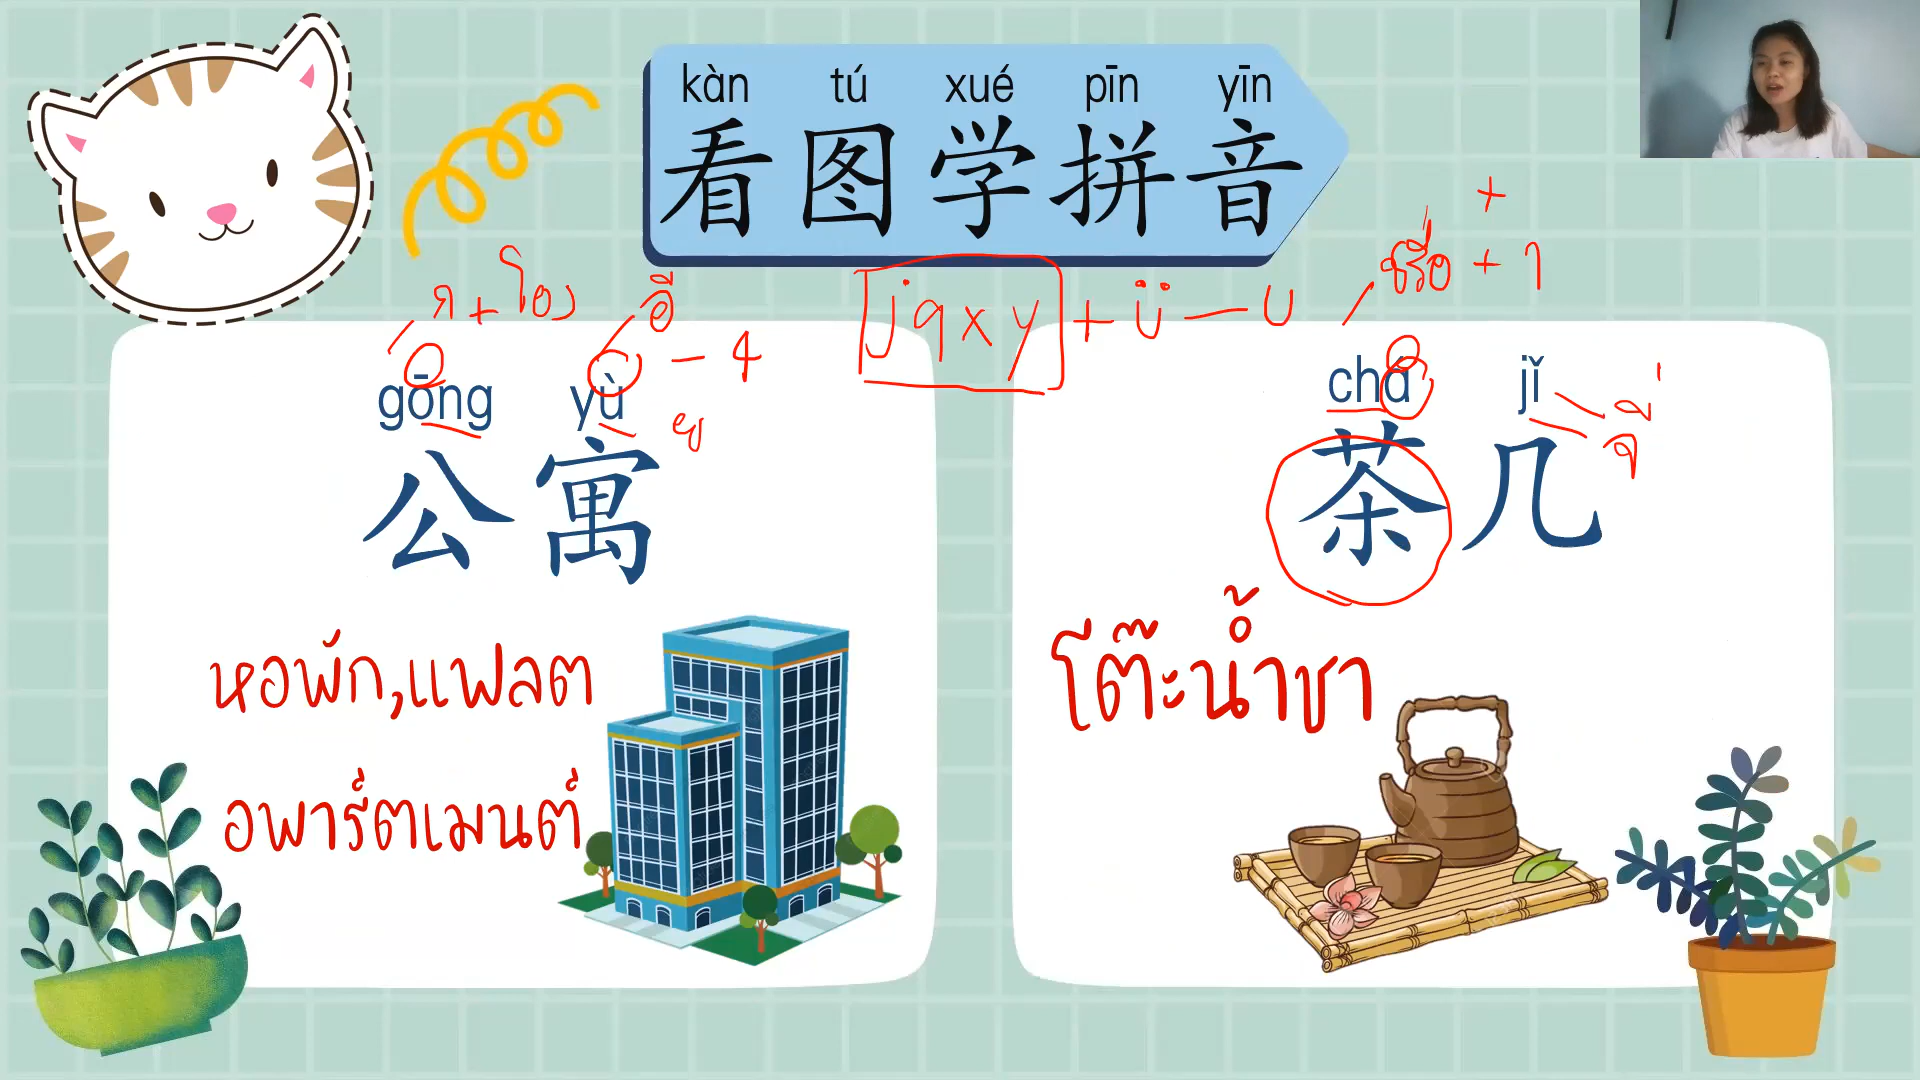 kàn tú xué pīn yīn
看图学拼音
ก + โอง
อี
j q x y + ü — u
ชรือ + า
- 4
gōng yù
ย
公寓
หอพัก,แฟลต
อพาร์ตเมนต์
chá jǐ
จ
茶几
โต๊ะน้ำชา